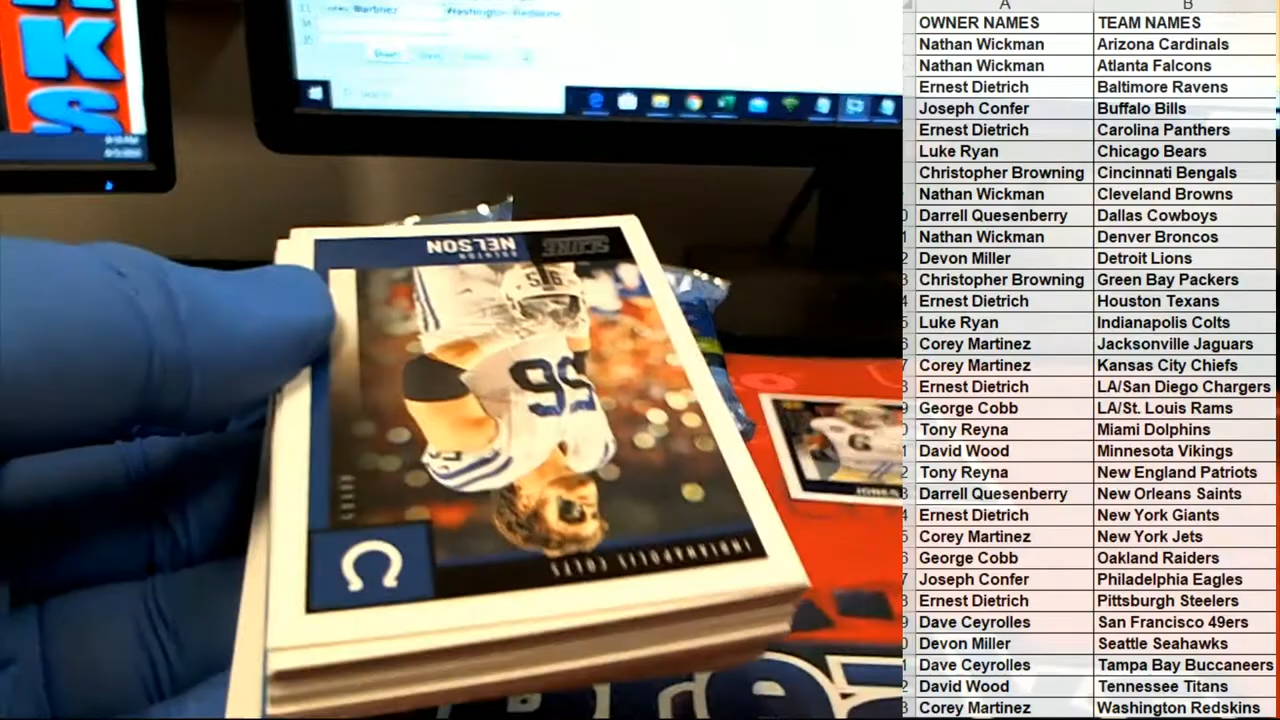 KS
Martinez Washington Redskins
SCORE
QUENTON
NELSON
56
56
INDIANAPOLIS COLTS
A B
OWNER NAMES TEAM NAMES
Nathan Wickman Arizona Cardinals
Nathan Wickman Atlanta Falcons
Ernest Dietrich Baltimore Ravens
Joseph Confer Buffalo Bills
Ernest Dietrich Carolina Panthers
Luke Ryan Chicago Bears
Christopher Browning Cincinnati Bengals
Nathan Wickman Cleveland Browns
Darrell Quesenberry Dallas Cowboys
Nathan Wickman Denver Broncos
Devon Miller Detroit Lions
Christopher Browning Green Bay Packers
Ernest Dietrich Houston Texans
Luke Ryan Indianapolis Colts
Corey Martinez Jacksonville Jaguars
Corey Martinez Kansas City Chiefs
Ernest Dietrich LA/San Diego Chargers
George Cobb LA/St. Louis Rams
Tony Reyna Miami Dolphins
David Wood Minnesota Vikings
Tony Reyna New England Patriots
Darrell Quesenberry New Orleans Saints
Ernest Dietrich New York Giants
Corey Martinez New York Jets
George Cobb Oakland Raiders
Joseph Confer Philadelphia Eagles
Ernest Dietrich Pittsburgh Steelers
Dave Ceyrolles San Francisco 49ers
Devon Miller Seattle Seahawks
Dave Ceyrolles Tampa Bay Buccaneers
David Wood Tennessee Titans
Corey Martinez Washington Redskins